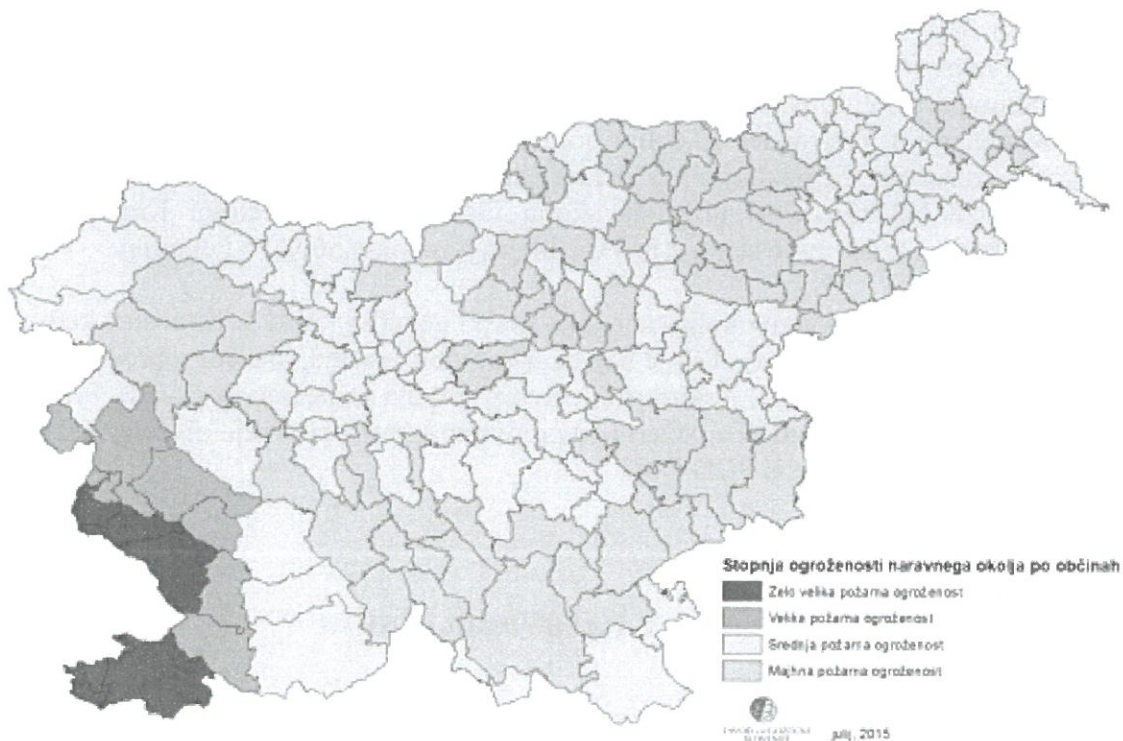 Stopnja ogroženosti naravnega okolja po občinah
Zelo velika požarna ogroženost
Velika požarna ogroženost
Srednja požarna ogroženost
Majhna požarna ogroženost
julij, 2015